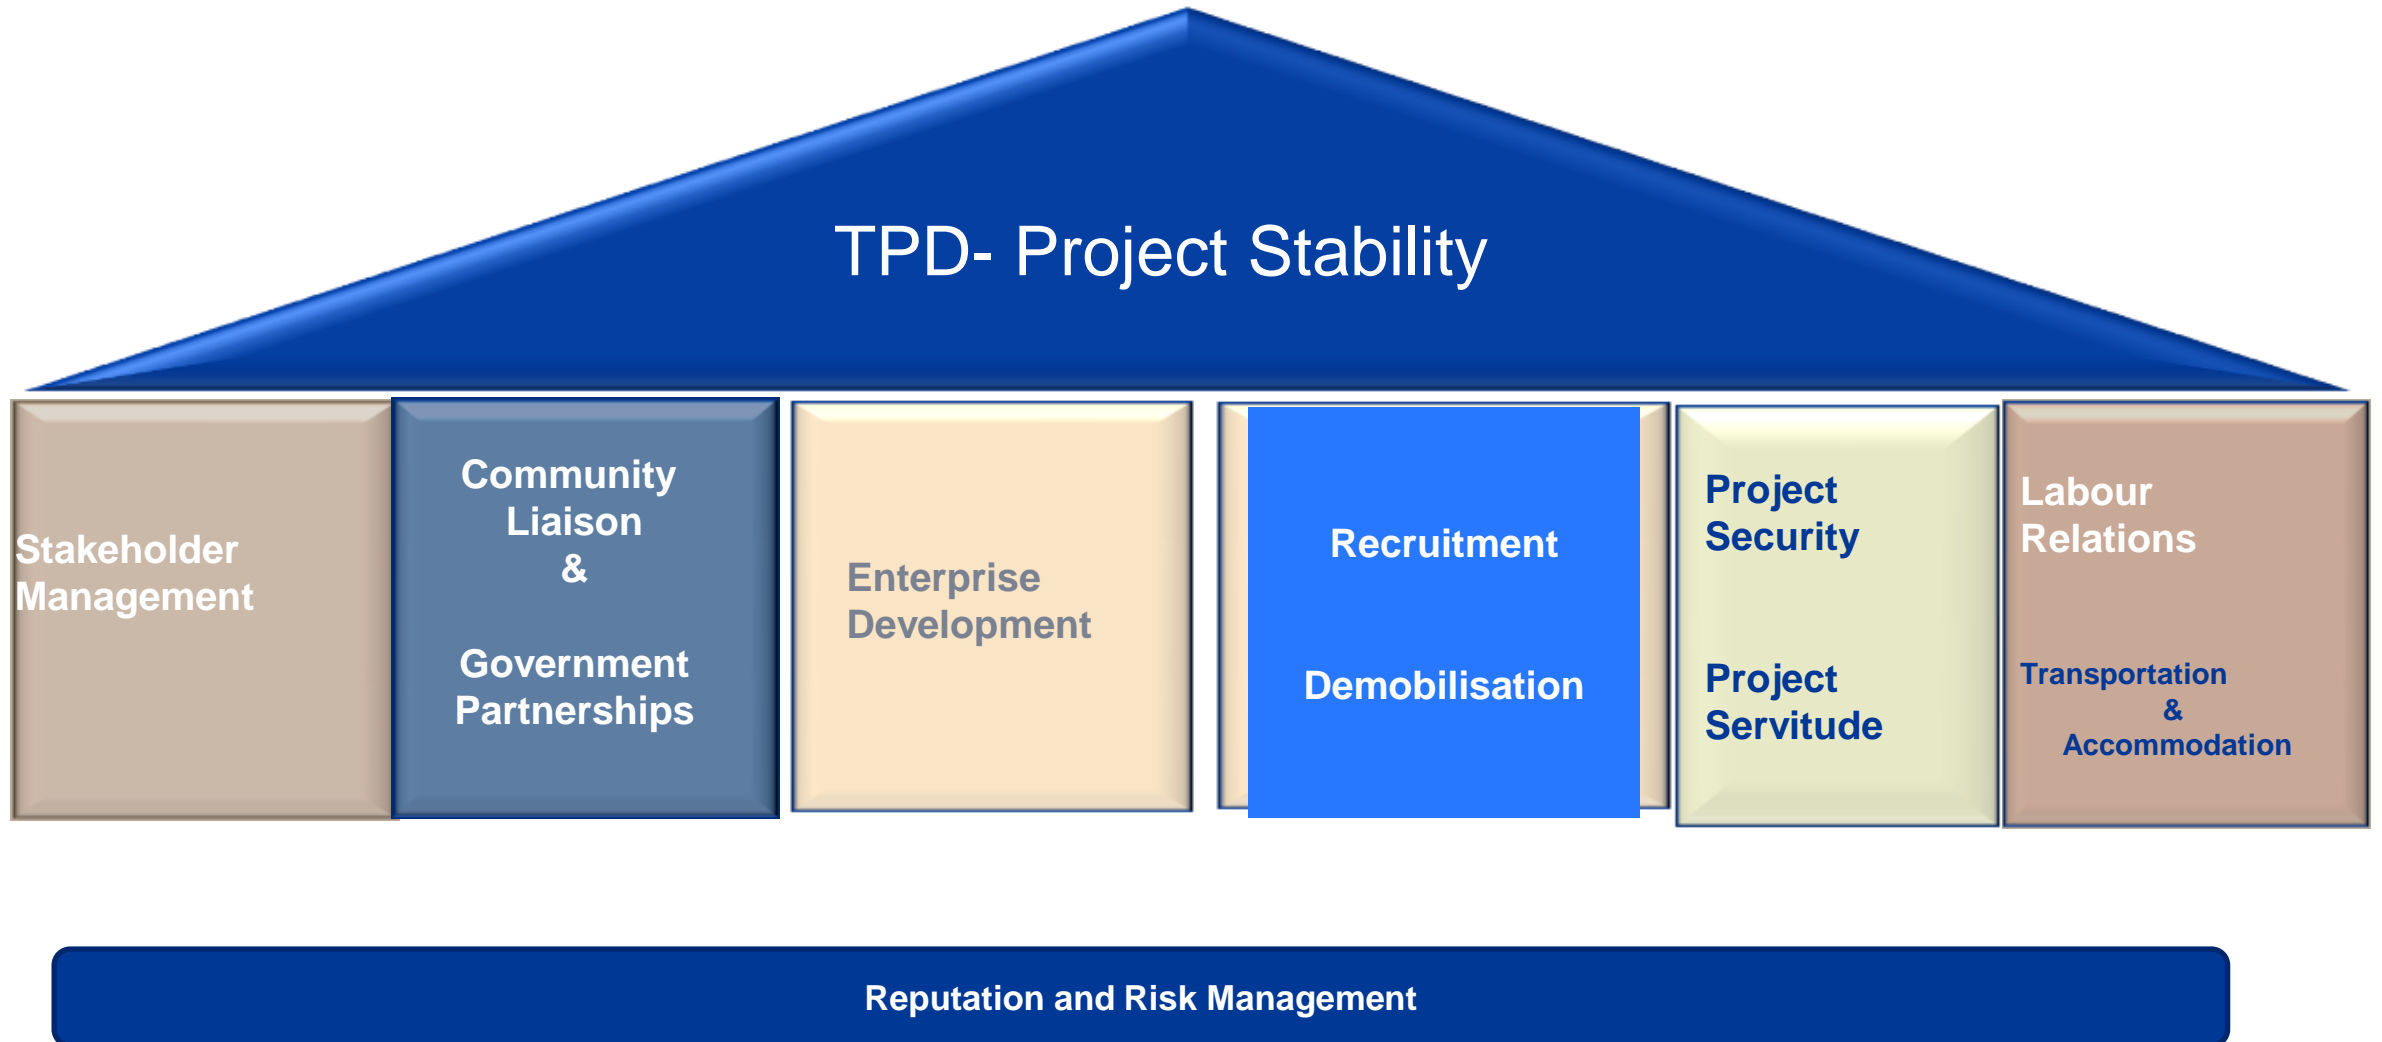 TPD- Project Stability
Stakeholder
Management
Community
Liaison
&
Government
Partnerships
Enterprise
Development
Recruitment
Demobilisation
Project
Security
Project
Servitude
Labour
Relations
Transportation
&
Accommodation
Reputation and Risk Management